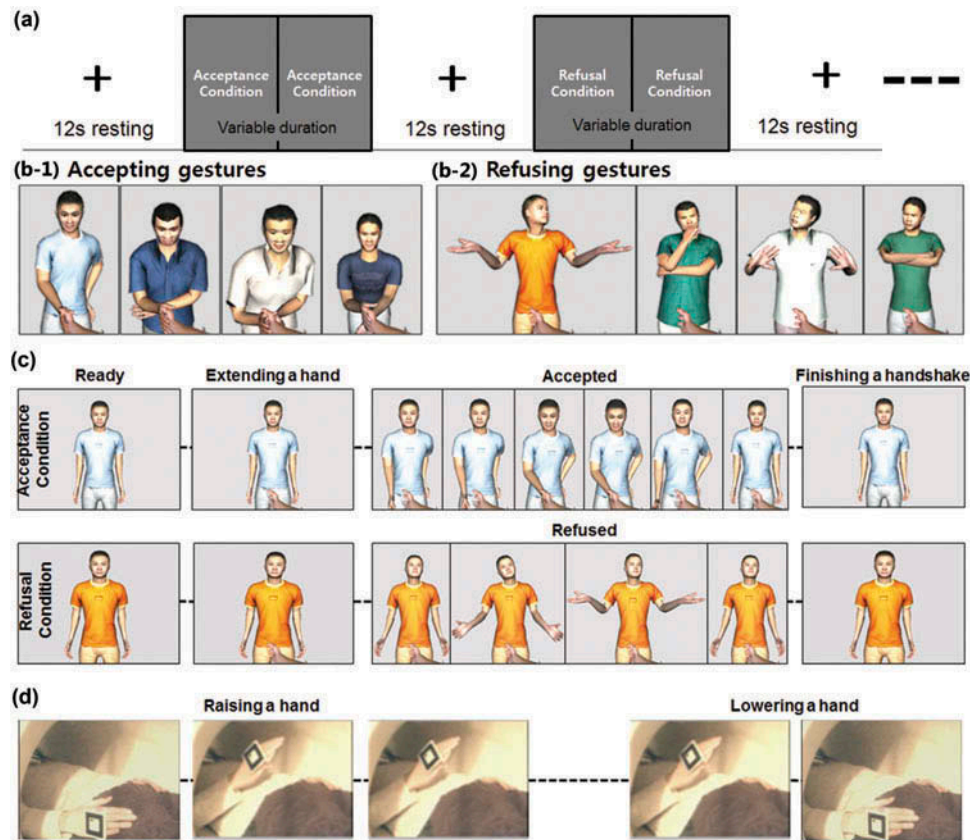 (a)
Acceptance Condition
Acceptance Condition
Variable duration
Refusal Condition
Refusal Condition
Variable duration
12s resting
12s resting
12s resting
(b-1) Accepting gestures
(b-2) Refusing gestures
(c)
Ready
Extending a hand
Accepted
Finishing a handshake
Acceptance
Condition
Refused
Refusal
Condition
(d)
Raising a hand
Lowering a hand